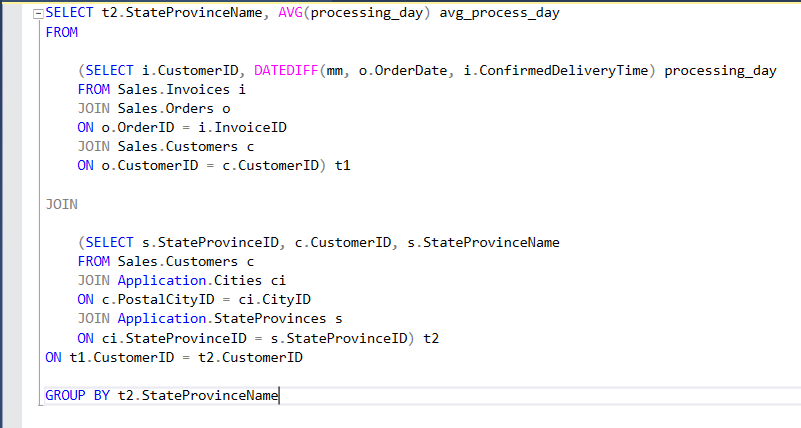 SELECT t2.StateProvinceName, AVG(processing_day) avg_process_day
FROM
(SELECT i.CustomerID, DATEDIFF(mm, o.OrderDate, i.ConfirmedDeliveryTime) processing_day
FROM Sales.Invoices i
JOIN Sales.Orders o
ON o.OrderID = i.InvoiceID
JOIN Sales.Customers c
ON o.CustomerID = c.CustomerID) t1
JOIN
(SELECT s.StateProvinceID, c.CustomerID, s.StateProvinceName
FROM Sales.Customers c
JOIN Application.Cities ci
ON c.PostalCityID = ci.CityID
JOIN Application.StateProvinces s
ON ci.StateProvinceID = s.StateProvinceID) t2
ON t1.CustomerID = t2.CustomerID
GROUP BY t2.StateProvinceName